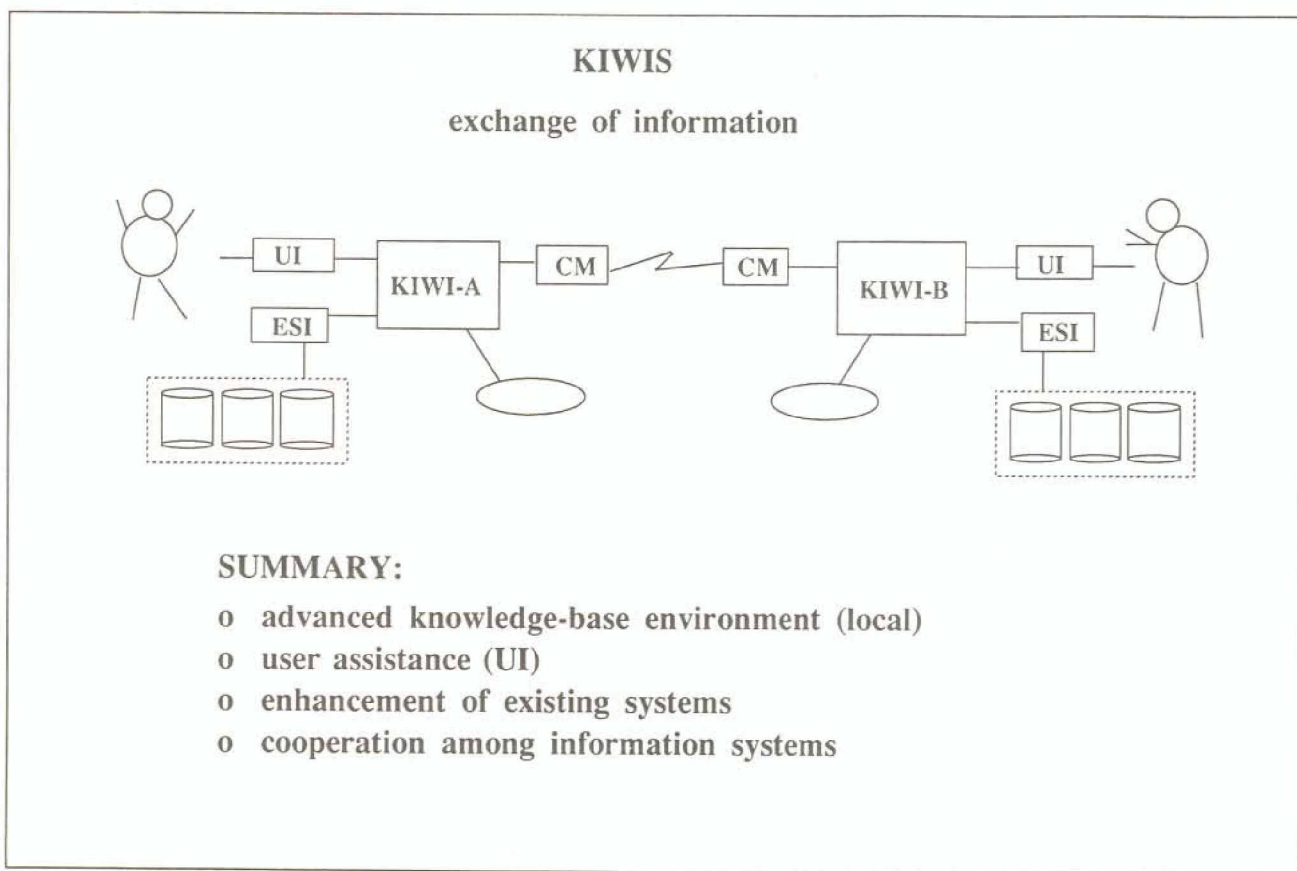 KIWIS
exchange of information
UI KIWI-A CM CM KIWI-B UI
ESI ESI
SUMMARY:
o advanced knowledge-base environment (local)
o user assistance (UI)
o enhancement of existing systems
o cooperation among information systems